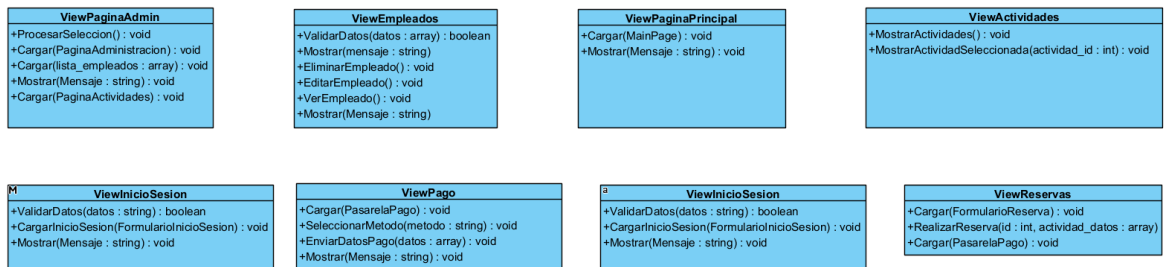 ViewPaginaAdmin
+ProcesarSeleccion() : void
+Cargar(PaginaAdministracion) : void
+Cargar(lista_empleados : array) : void
+Mostrar(Mensaje : string) : void
+Cargar(PaginaActividades) : void
ViewEmpleados
+ValidarDatos(datos : array) : boolean
+Mostrar(mensaje : string)
+EliminarEmpleado() : void
+EditarEmpleado() : void
+VerEmpleado() : void
+Mostrar(Mensaje : string)
ViewPaginaPrincipal
+Cargar(MainPage) : void
+Mostrar(Mensaje : string) : void
ViewActividades
+MostrarActividades() : void
+MostrarActividadSeleccionada(actividad_id : int) : void
M
ViewInicioSesion
+ValidarDatos(datos : string) : boolean
+CargarInicioSesion(FormularioInicioSesion) : void
+Mostrar(Mensaje : string) : void
ViewPago
+Cargar(PasarelaPago) : void
+SeleccionarMetodo(metodo : string) : void
+EnviarDatosPago(datos : array) : void
+Mostrar(Mensaje : string) : void
a
ViewInicioSesion
+ValidarDatos(datos : string) : boolean
+CargarInicioSesion(FormularioInicioSesion) : void
+Mostrar(Mensaje : string) : void
ViewReservas
+Cargar(FormularioReserva) : void
+RealizarReserva(id : int, actividad_datos : array)
+Cargar(PasarelaPago) : void